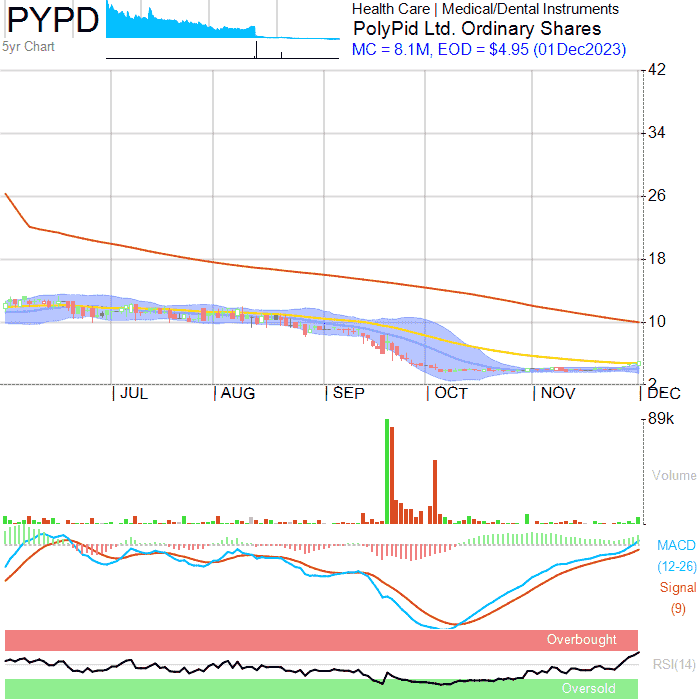 PYPD
5yr Chart
Health Care | Medical/Dental Instruments
PolyPid Ltd. Ordinary Shares
MC = 8.1M, EOD = $4.95 (01Dec2023)
42
34
26
18
10
2
JUL
AUG
SEP
OCT
NOV
DEC
89k
Volume
MACD
(12-26)
Signal
(9)
Overbought
RSI(14)
Oversold